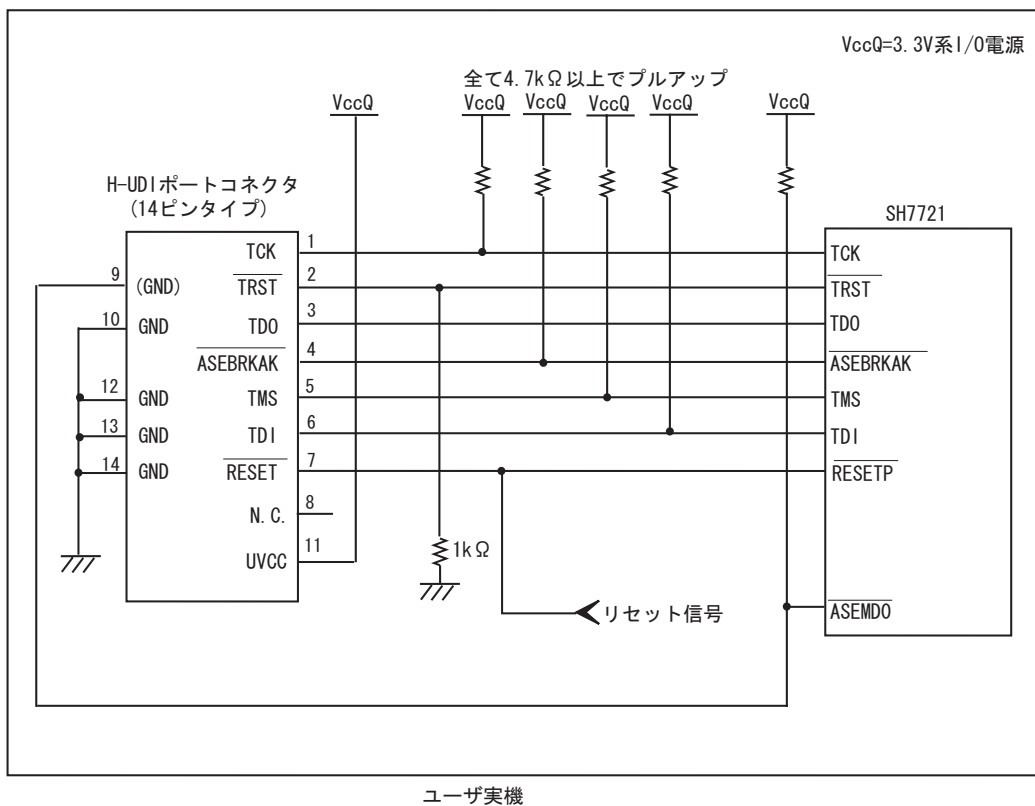 VccQ=3.3V系I/O電源
全て4.7kΩ以上でプルアップ
VccQ
VccQ
VccQ
VccQ
VccQ
VccQ
H-UDIポートコネクタ
(14ピンタイプ)
SH7721
TCK
1
TCK
9
(GND)
TRST
2
TRST
10
GND
TDO
3
TDO
ASEBRKAK
4
ASEBRKAK
12
GND
TMS
5
TMS
13
GND
TDI
6
TDI
14
GND
RESET
7
RESETP
N.C.
8
UVCC
11
1kΩ
リセット信号
ASEMD0
ユーザ実機